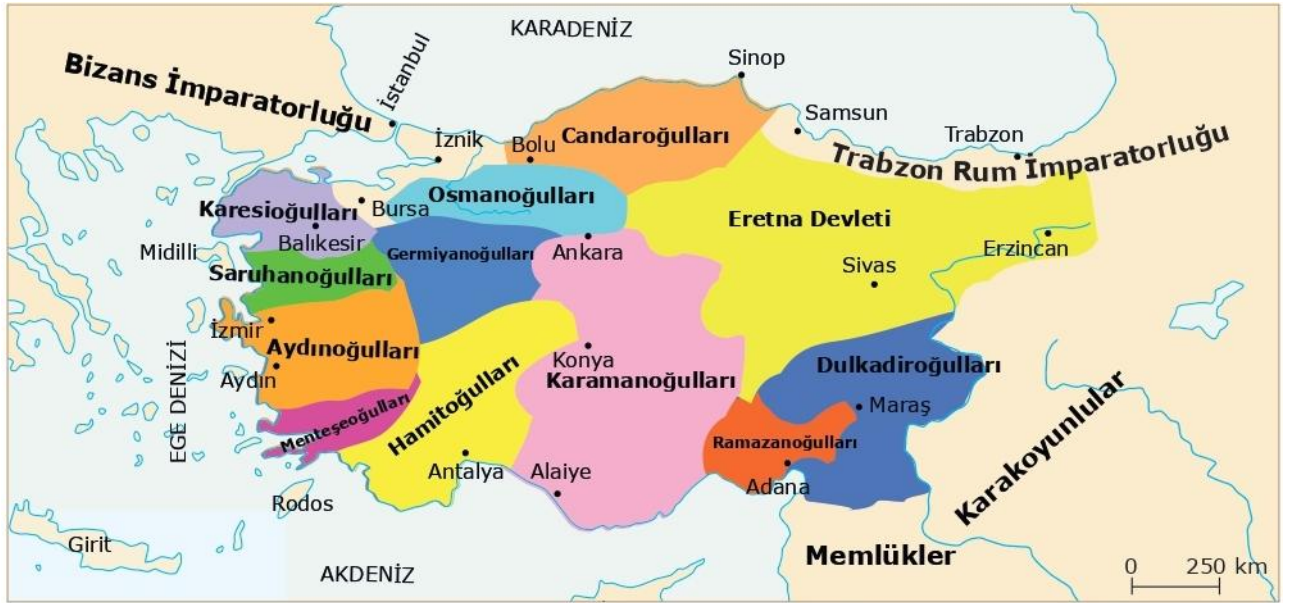 KARADENİZ
Sinop
Bizans İmparatorluğu
İstanbul
Samsun
İznik
Bolu
Candaroğulları
Trabzon
Trabzon Rum İmparatorluğu
Osmanoğulları
Karesioğulları
Bursa
Eretna Devleti
Balıkesir
Midilli
Germiyanoğulları
Ankara
Erzincan
Saruhanoğulları
Sivas
İzmir
Aydınoğulları
Konya
Dulkadiroğulları
Aydın
Karamanoğulları
EGE DENİZİ
Hamitoğulları
Maraş
Menteşeoğulları
Ramazanoğulları
Karakoyunlular
Antalya
Alaiye
Adana
Rodos
Girit
Memlükler
AKDENİZ
0 250 km